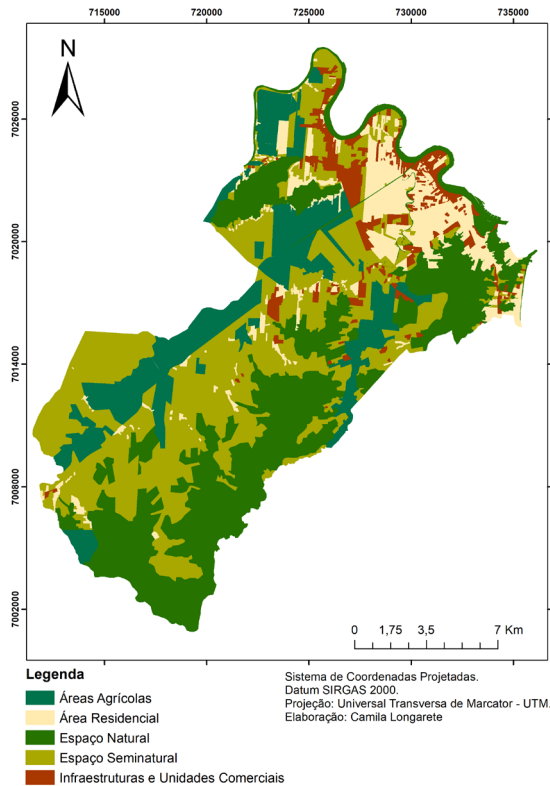 715000 720000 725000 730000 735000
N
7026000
7020000
7014000
7008000
7002000
0 1,75 3,5 7 Km
Legenda
Áreas Agrícolas
Área Residencial
Espaço Natural
Espaço Seminatural
Infraestruturas e Unidades Comerciais
Sistema de Coordenadas Projetadas.
Datum SIRGAS 2000.
Projeção: Universal Transversa de Marcator - UTM.
Elaboração: Camila Longarete